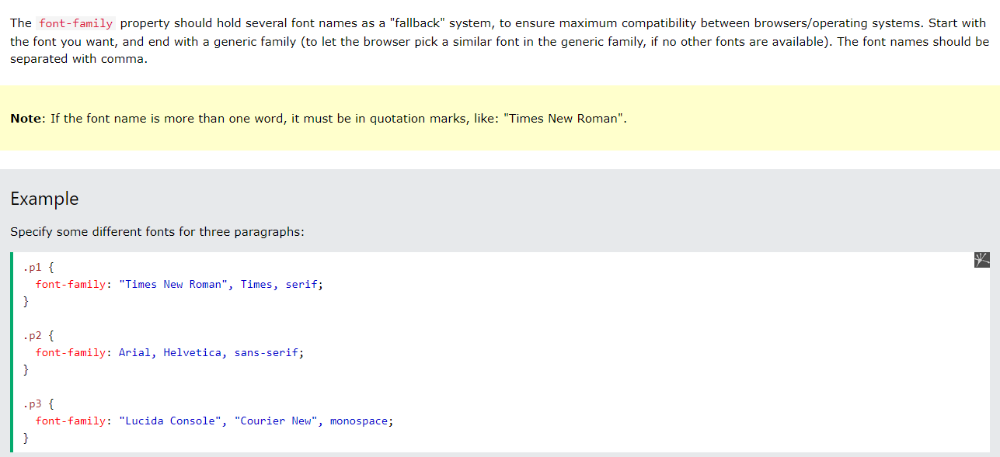 The font-family property should hold several font names as a "fallback" system, to ensure maximum compatibility between browsers/operating systems. Start with
the font you want, and end with a generic family (to let the browser pick a similar font in the generic family, if no other fonts are available). The font names should be
separated with comma.
Note: If the font name is more than one word, it must be in quotation marks, like: "Times New Roman".
Example
Specify some different fonts for three paragraphs:
.p1 {
  font-family: "Times New Roman", Times, serif;
}
.p2 {
  font-family: Arial, Helvetica, sans-serif;
}
.p3 {
  font-family: "Lucida Console", "Courier New", monospace;
}